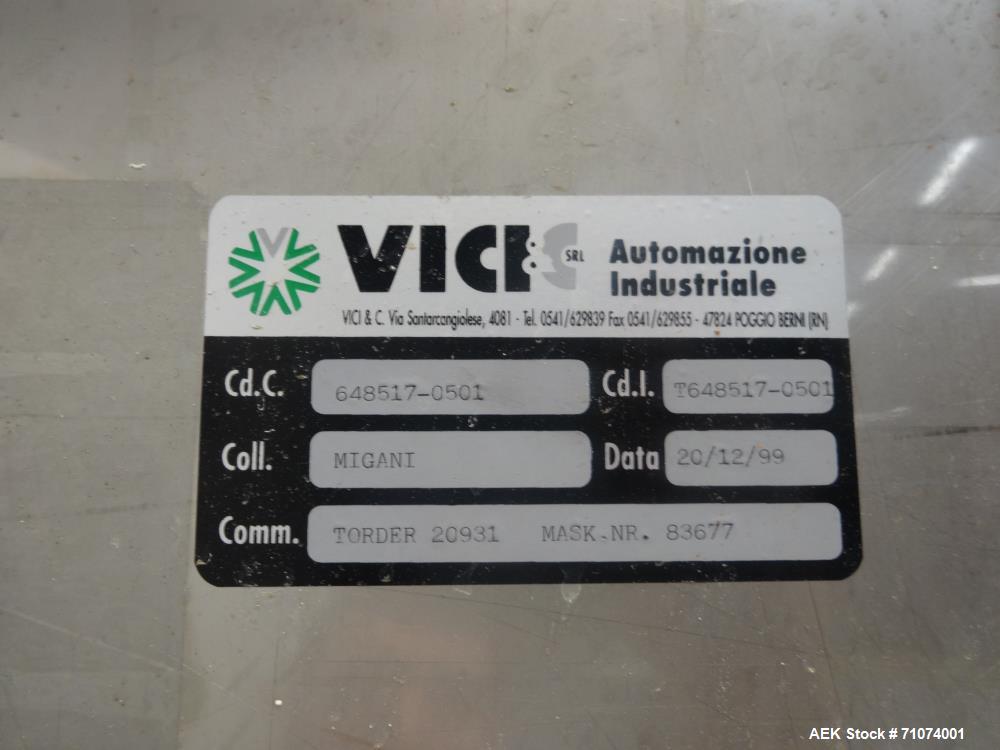 VICI & C SRL Automazione Industriale
VICI & C. Via Santarcangiolese, 4081 - Tel. 0541/629839 Fax 0541/629855 - 47824 POGGIO BERNI (RN)
Cd.C. 648517-0501 Cd.I. T648517-0501
Coll. MIGANI Data 20/12/99
Comm. TORDER 20931 MASK.NR. 83677
AEK Stock #71074001